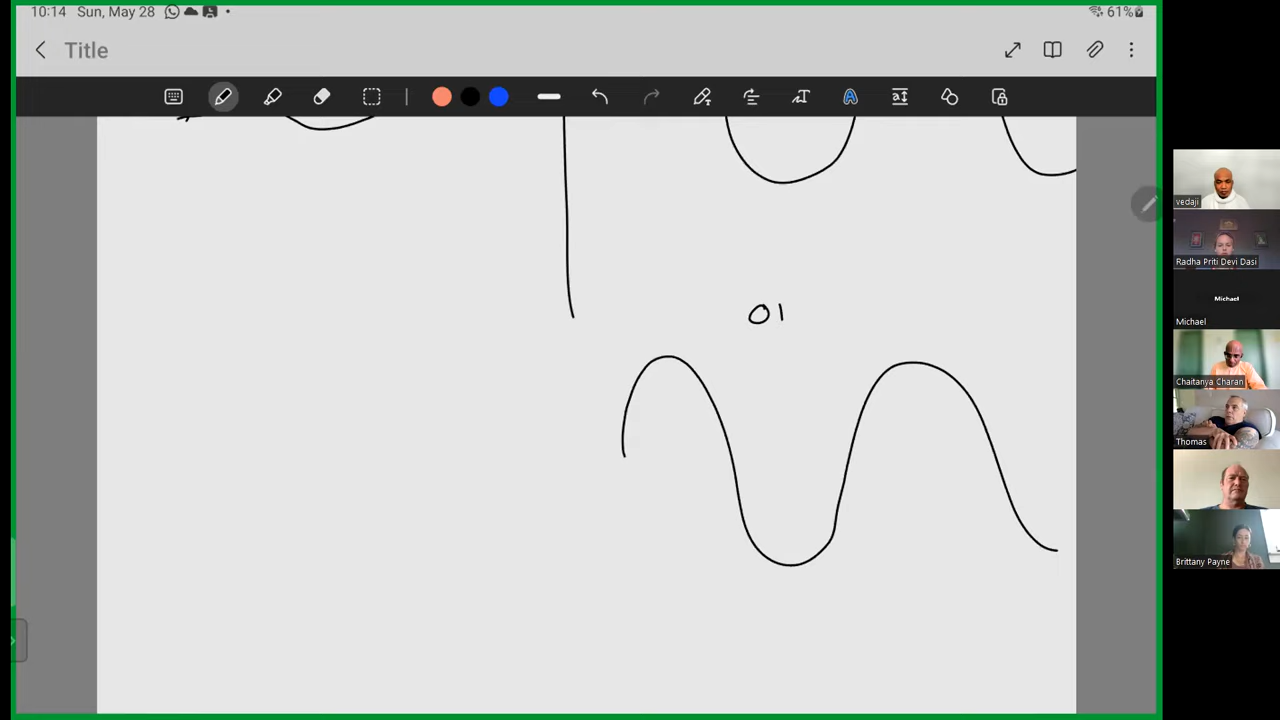 10:14 Sun, May 28
61%
Title
vedaji
Radha Priti Devi Dasi
Michael
Michael
Chaitanya Charan
Thomas
Brittany Payne
01